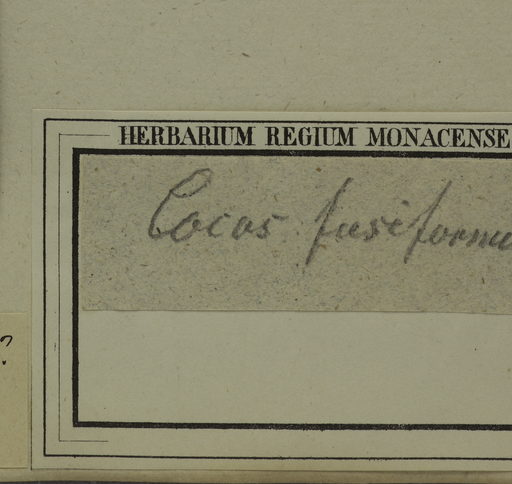 HERBARIUM REGIUM MONACENSE
Cocos fusiformi
?